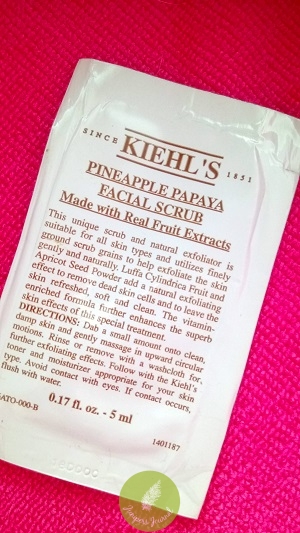 SINCE KIEHL'S 1851
PINEAPPLE PAPAYA
FACIAL SCRUB
Made with Real Fruit Extracts
This unique scrub and natural exfoliator is
suitable for all skin types and utilizes finely
ground scrub grains to help exfoliate the skin
gently and naturally. Luffa Cylindrica Fruit and
Apricot Seed Powder add a natural exfoliating
effect to remove dead skin cells and to leave the
skin refreshed, soft and clean. The vitamin-
enriched formula further enhances the superb
skin effects of this special treatment.
DIRECTIONS: Dab a small amount onto clean,
damp skin and gently massage in upward circular
motions. Rinse or remove with a washcloth for
further exfoliating effects. Follow with the Kiehl's
toner and moisturizer appropriate for your skin
type. Avoid contact with eyes. If contact occurs,
flush with water.
SATO-000-B 0.17 fl. oz. - 5 ml
1401187